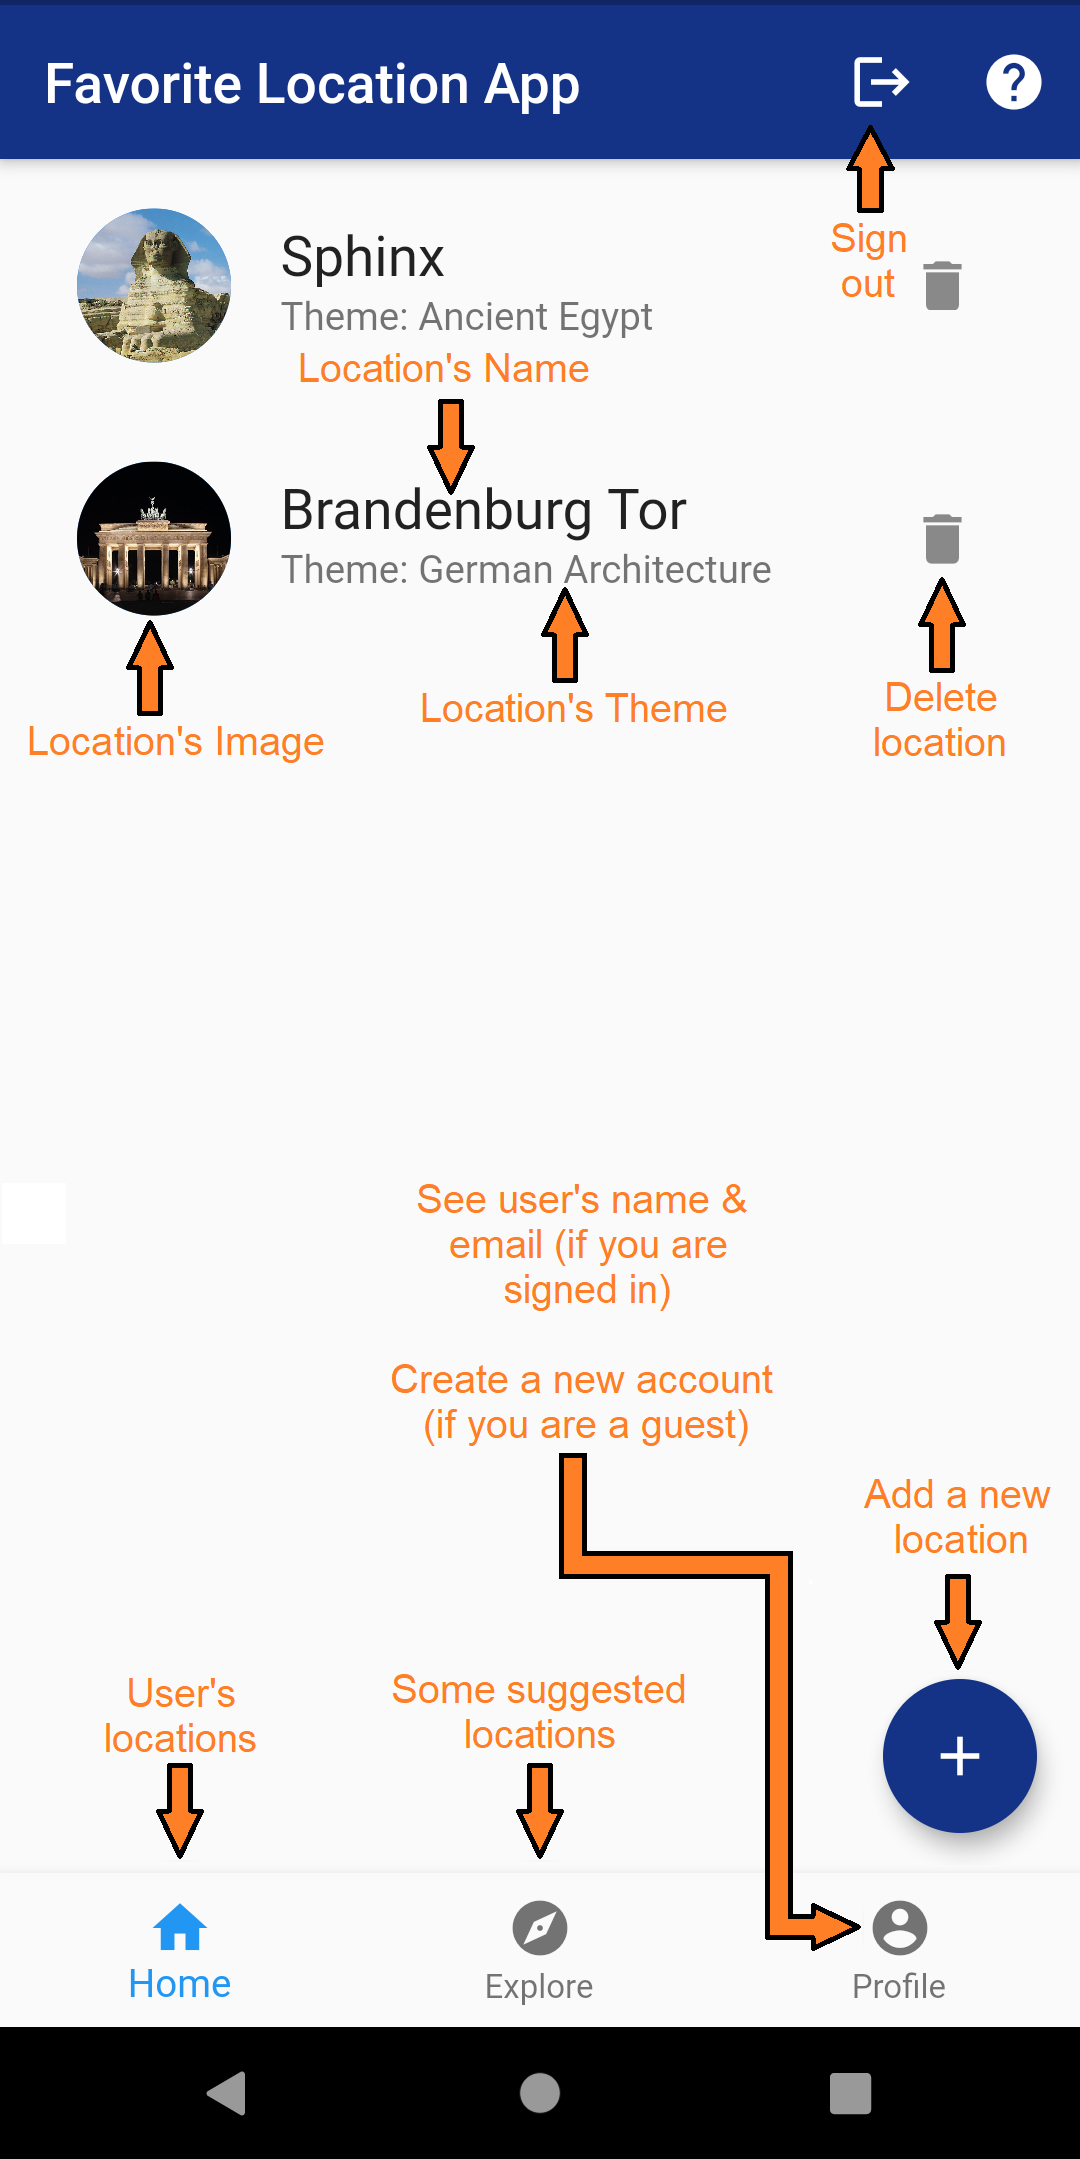 Favorite Location App
Sign
out
Sphinx
Theme: Ancient Egypt
Location's Name
Brandenburg Tor
Theme: German Architecture
Location's Image
Location's Theme
Delete
location
See user's name &
email (if you are
signed in)
Create a new account
(if you are a guest)
Add a new
location
User's
locations
Some suggested
locations
Home
Explore
Profile